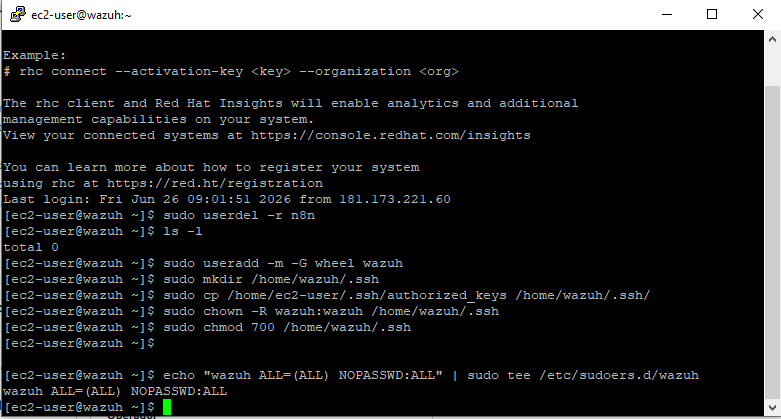 ec2-user@wazuh:~
Example:
# rhc connect --activation-key <key> --organization <org>
The rhc client and Red Hat Insights will enable analytics and additional
management capabilities on your system.
View your connected systems at https://console.redhat.com/insights
You can learn more about how to register your system
using rhc at https://red.ht/registration
Last login: Fri Jun 26 09:01:51 2026 from 181.173.221.60
[ec2-user@wazuh ~]$ sudo userdel -r n8n
[ec2-user@wazuh ~]$ ls -l
total 0
[ec2-user@wazuh ~]$ sudo useradd -m -G wheel wazuh
[ec2-user@wazuh ~]$ sudo mkdir /home/wazuh/.ssh
[ec2-user@wazuh ~]$ sudo cp /home/ec2-user/.ssh/authorized_keys /home/wazuh/.ssh/
[ec2-user@wazuh ~]$ sudo chown -R wazuh:wazuh /home/wazuh/.ssh
[ec2-user@wazuh ~]$ sudo chmod 700 /home/wazuh/.ssh
[ec2-user@wazuh ~]$
[ec2-user@wazuh ~]$ echo "wazuh ALL=(ALL) NOPASSWD:ALL" | sudo tee /etc/sudoers.d/wazuh
wazuh ALL=(ALL) NOPASSWD:ALL
[ec2-user@wazuh ~]$